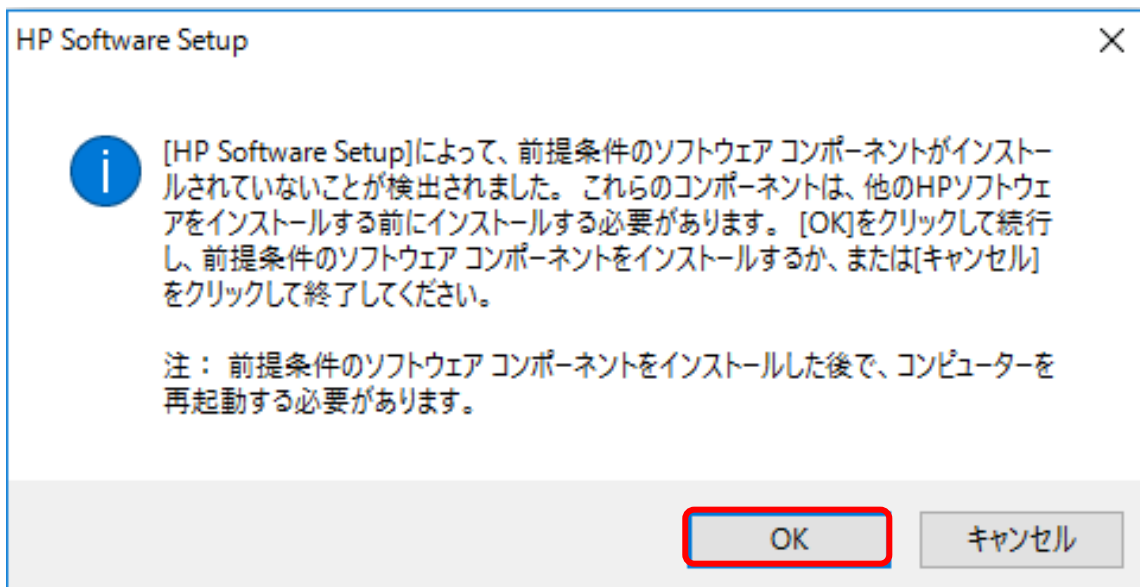 HP Software Setup
[HP Software Setup]によって、前提条件のソフトウェア コンポーネントがインストー
ルされていないことが検出されました。 これらのコンポーネントは、他のHPソフトウェ
アをインストールする前にインストールする必要があります。 [OK]をクリックして続行
し、前提条件のソフトウェア コンポーネントをインストールするか、または[キャンセル]
をクリックして終了してください。
注： 前提条件のソフトウェア コンポーネントをインストールした後で、コンピューターを
再起動する必要があります。
OK
キャンセル